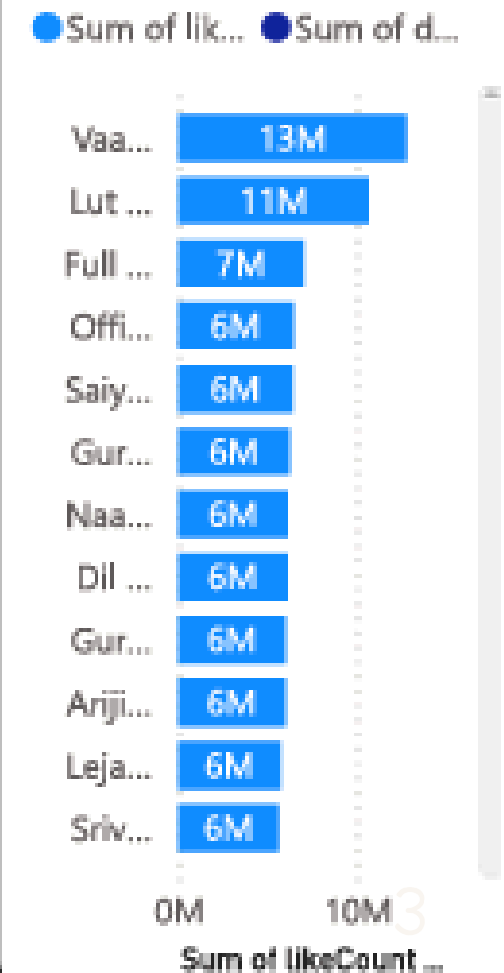 Sum of lik... Sum of d...
Vaa... 13M
Lut ... 11M
Full ... 7M
Offi... 6M
Saiy... 6M
Gur... 6M
Naa... 6M
Dil ... 6M
Gur... 6M
Ariji... 6M
Leja... 6M
Sriv... 6M
0M 10M 3
Sum of likeCount ...